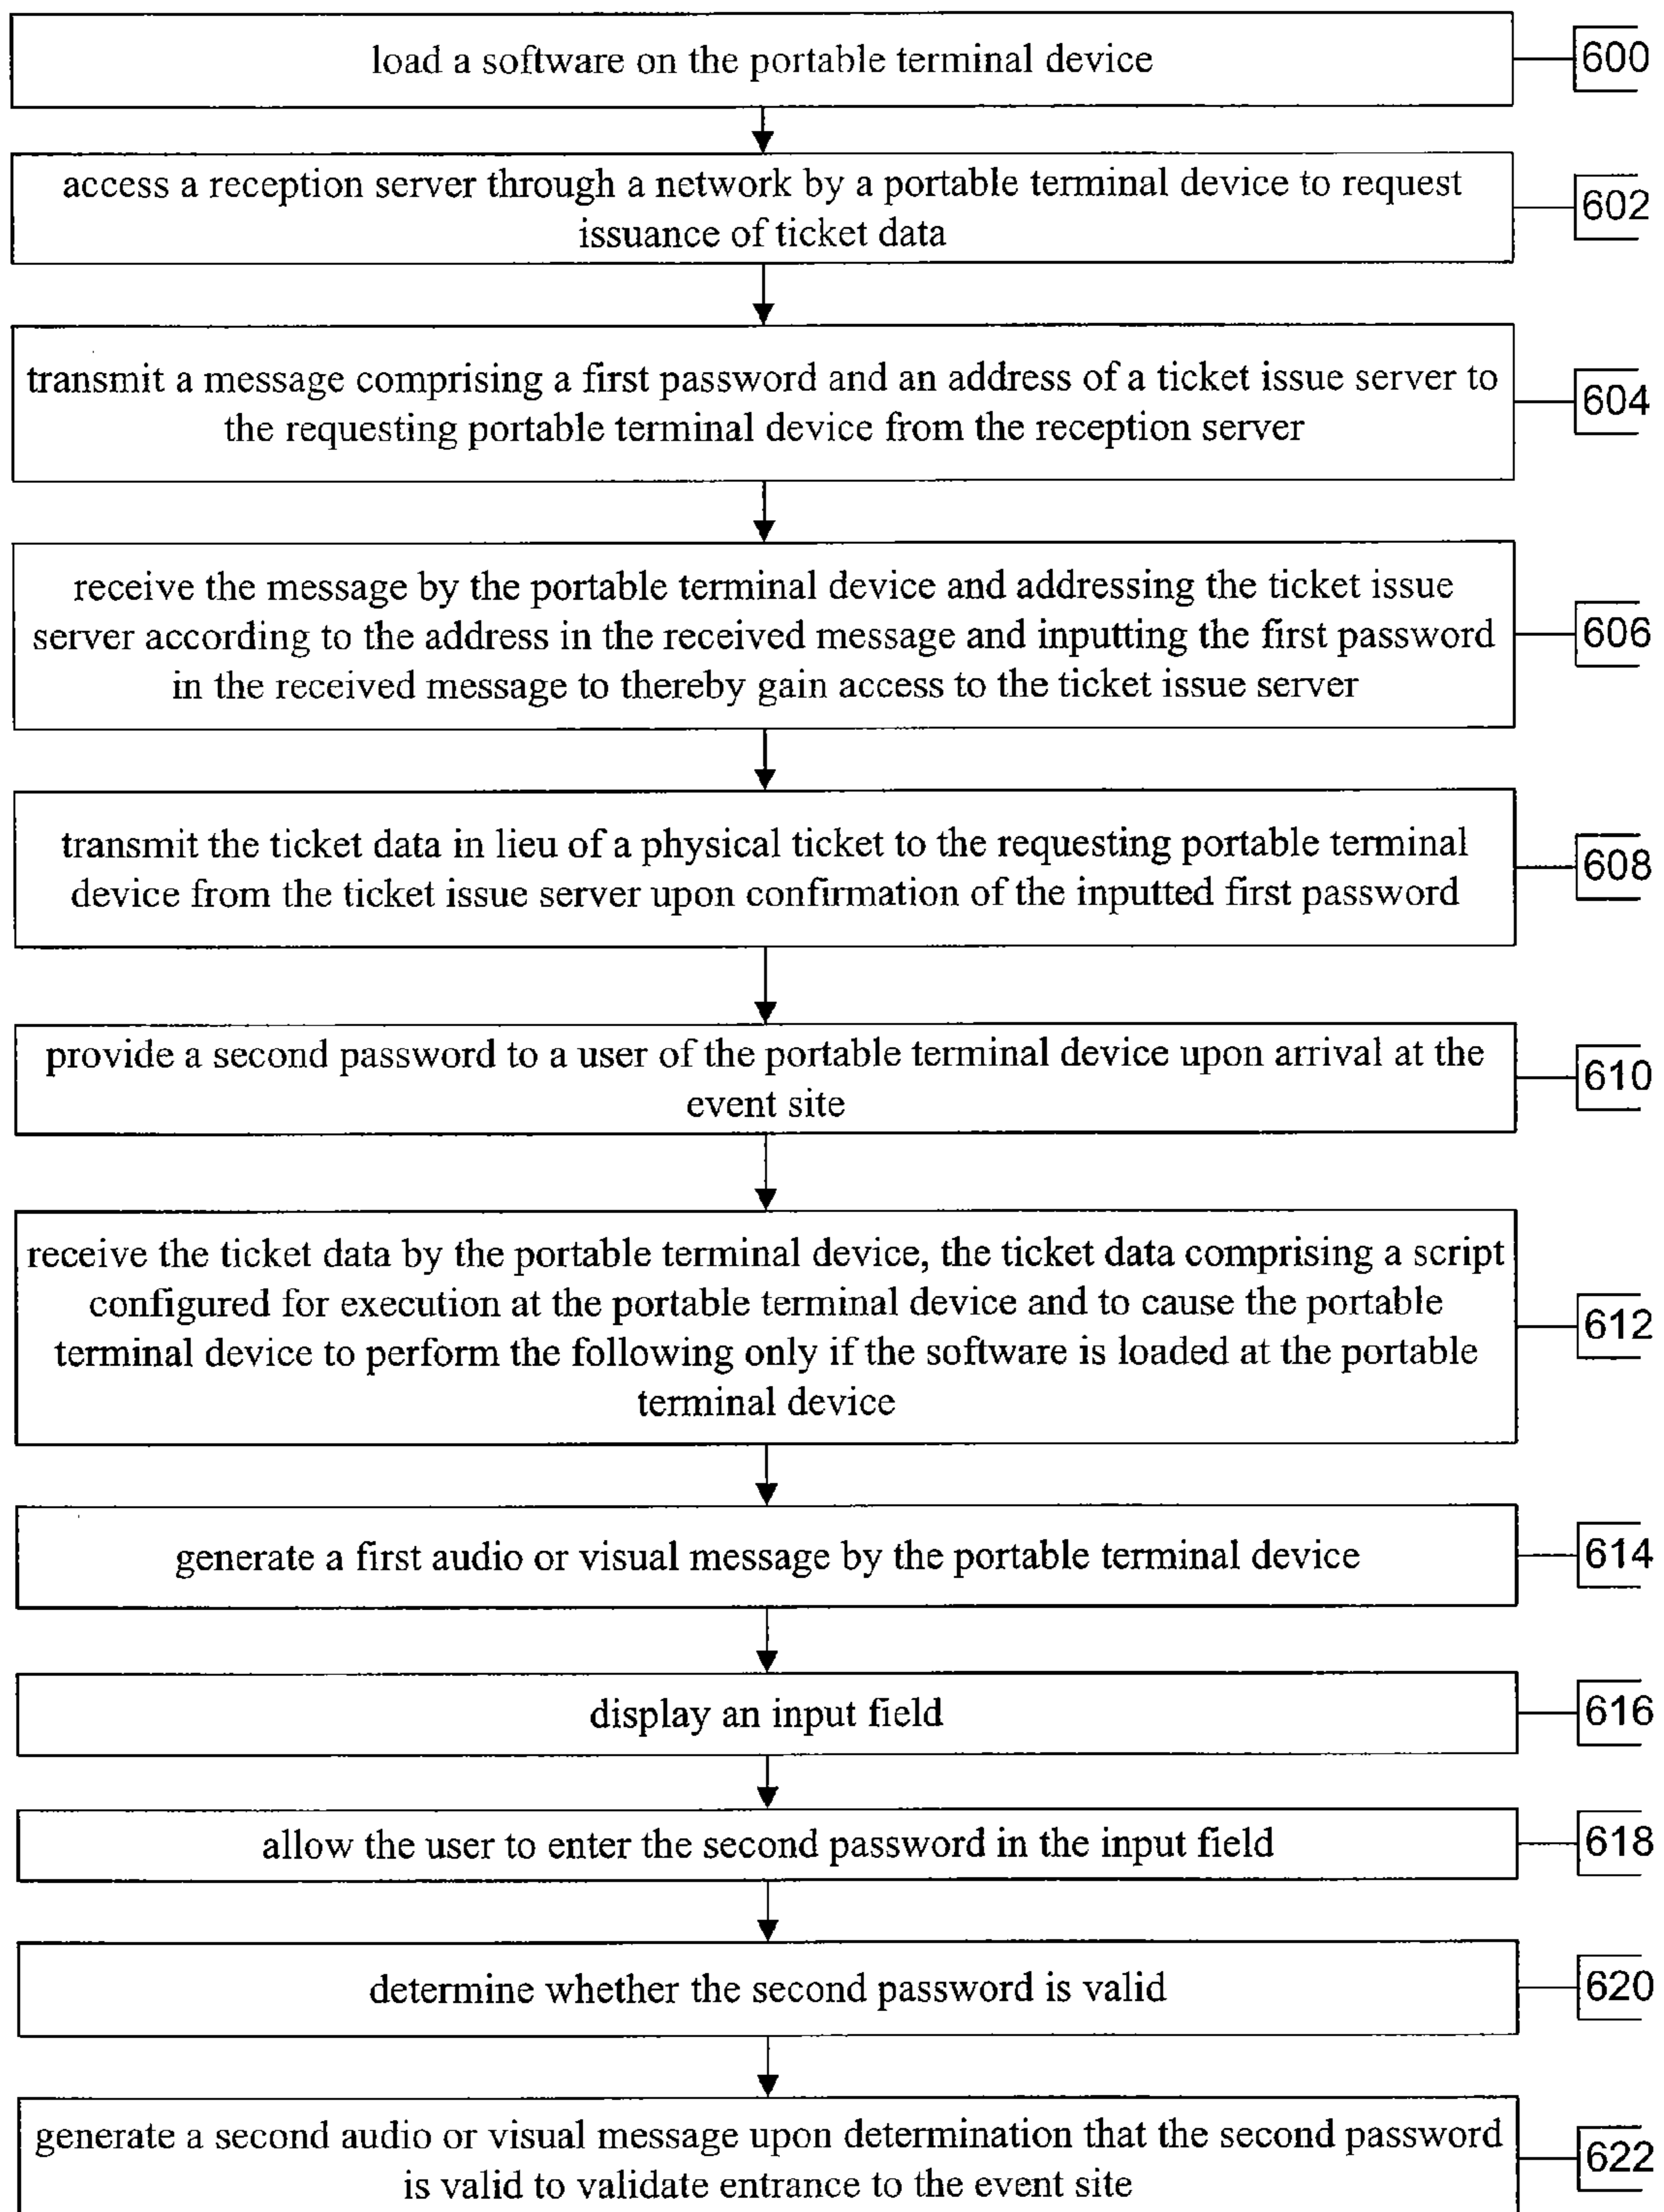 load a software on the portable terminal device
600
access a reception server through a network by a portable terminal device to request
issuance of ticket data
602
transmit a message comprising a first password and an address of a ticket issue server to
the requesting portable terminal device from the reception server
604
receive the message by the portable terminal device and addressing the ticket issue
server according to the address in the received message and inputting the first password
in the received message to thereby gain access to the ticket issue server
606
transmit the ticket data in lieu of a physical ticket to the requesting portable terminal
device from the ticket issue server upon confirmation of the inputted first password
608
provide a second password to a user of the portable terminal device upon arrival at the
event site
610
receive the ticket data by the portable terminal device, the ticket data comprising a script
configured for execution at the portable terminal device and to cause the portable
terminal device to perform the following only if the software is loaded at the portable
terminal device
612
generate a first audio or visual message by the portable terminal device
614
display an input field
616
allow the user to enter the second password in the input field
618
determine whether the second password is valid
620
generate a second audio or visual message upon determination that the second password
is valid to validate entrance to the event site
622